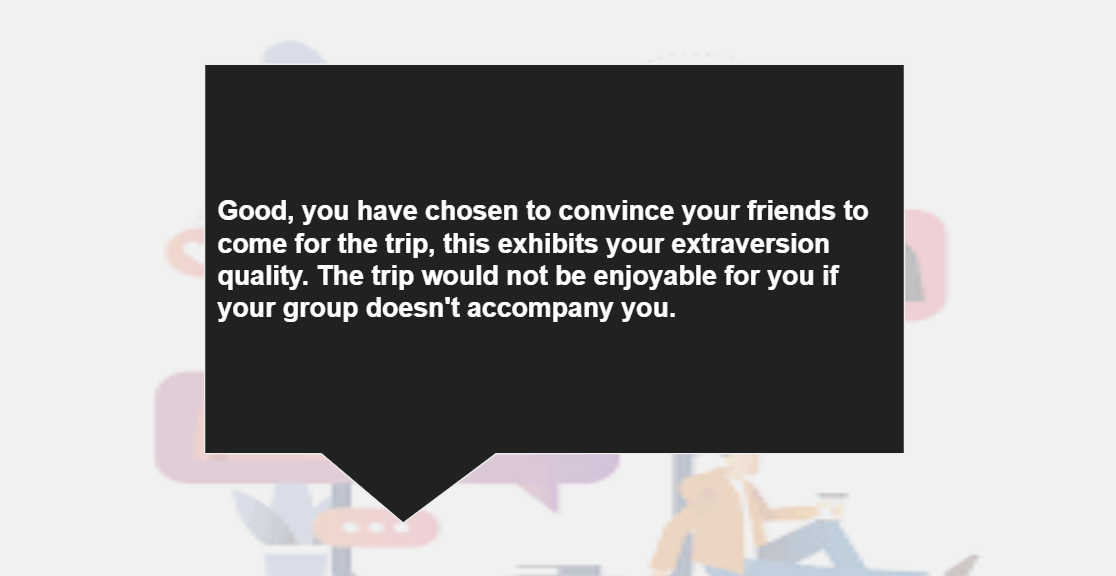 Good, you have chosen to convince your friends to
come for the trip, this exhibits your extraversion
quality. The trip would not be enjoyable for you if
your group doesn't accompany you.